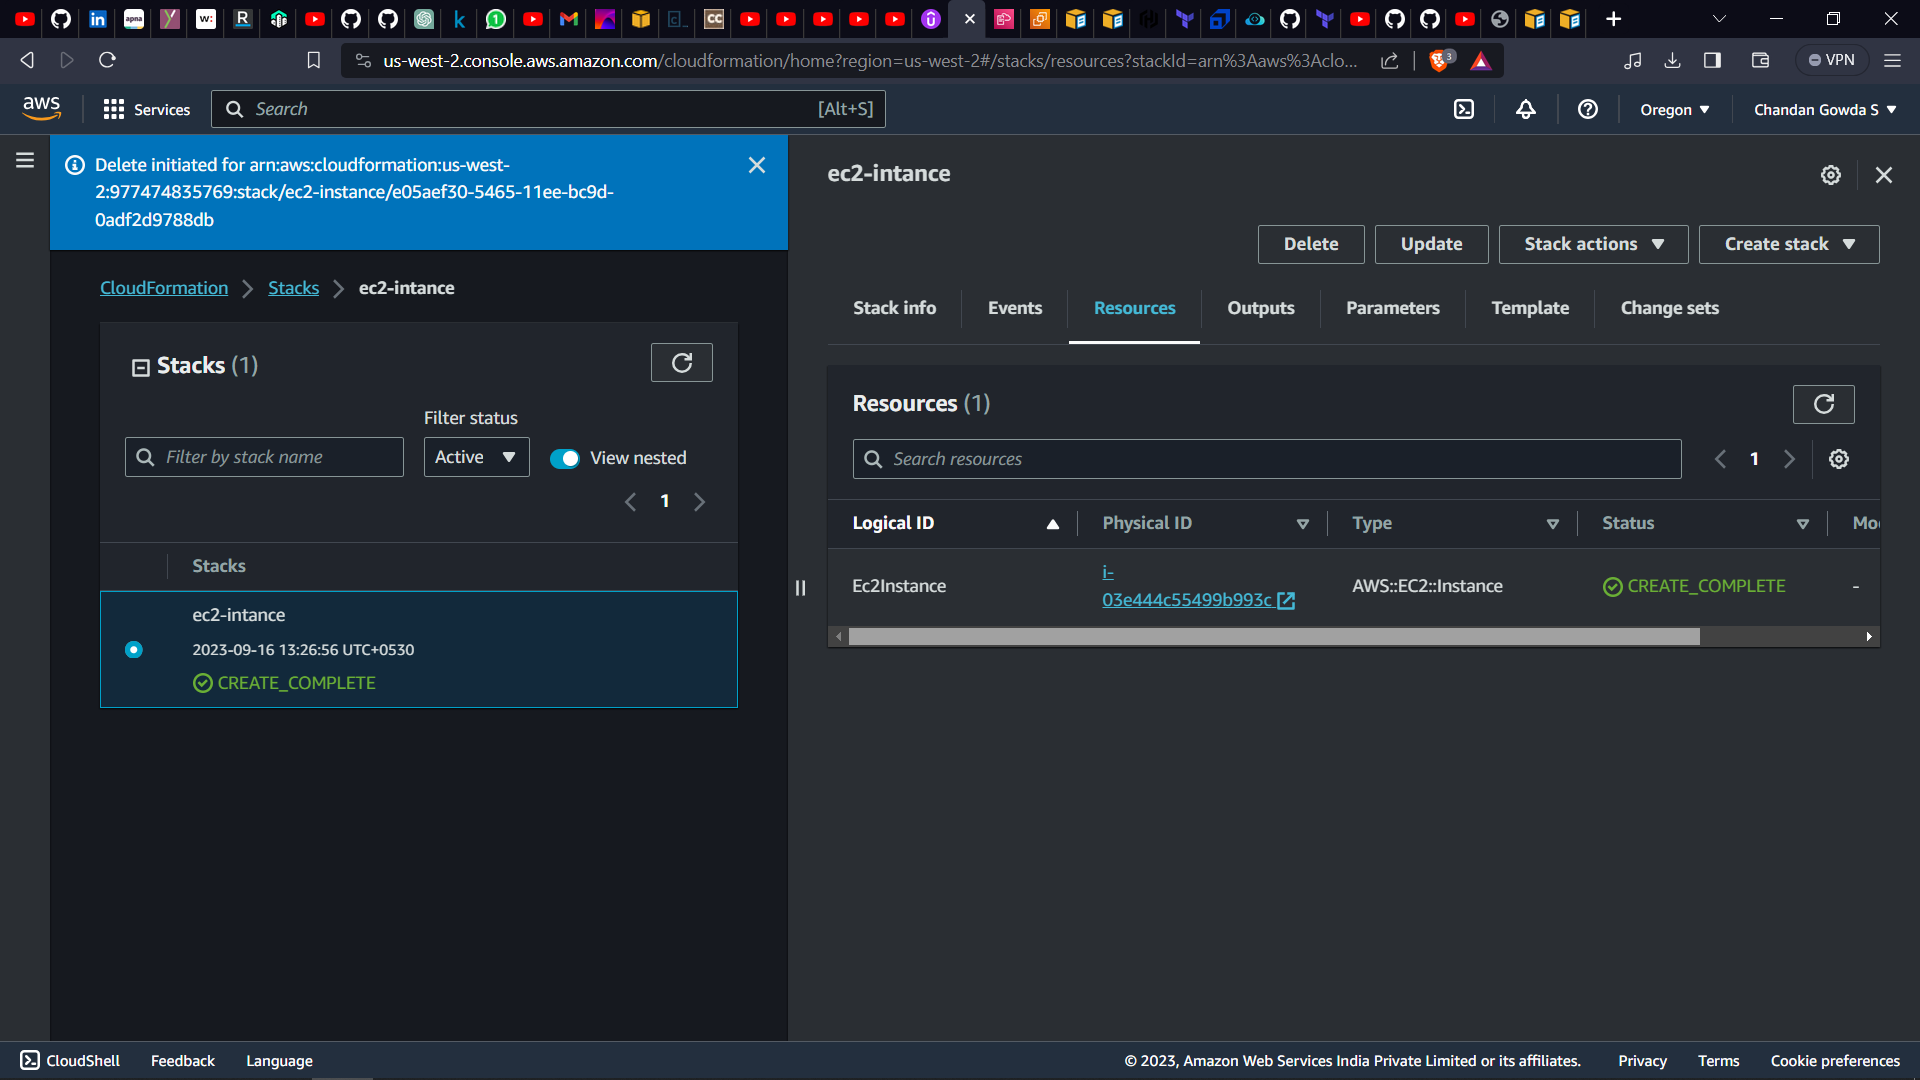 us-west-2.console.aws.amazon.com/cloudformation/home?region=us-west-2#/stacks/resources?stackId=arn%3Aaws%3Aclo...
3
VPN
aws
Services
Search
[Alt+S]
Oregon
Chandan Gowda S
Delete initiated for arn:aws:cloudformation:us-west-
2:977474835769:stack/ec2-instance/e05aef30-5465-11ee-bc9d-
0adf2d9788db
CloudFormation
Stacks
ec2-intance
Stacks (1)
Filter status
Filter by stack name
Active
View nested
1
Stacks
ec2-intance
2023-09-16 13:26:56 UTC+0530
CREATE_COMPLETE
ec2-intance
Delete
Update
Stack actions
Create stack
Stack info
Events
Resources
Outputs
Parameters
Template
Change sets
Resources (1)
Search resources
1
Logical ID
Physical ID
Type
Status
Mo
Ec2Instance
i-
03e444c55499b993c
AWS::EC2::Instance
CREATE_COMPLETE
-
CloudShell
Feedback
Language
© 2023, Amazon Web Services India Private Limited or its affiliates.
Privacy
Terms
Cookie preferences